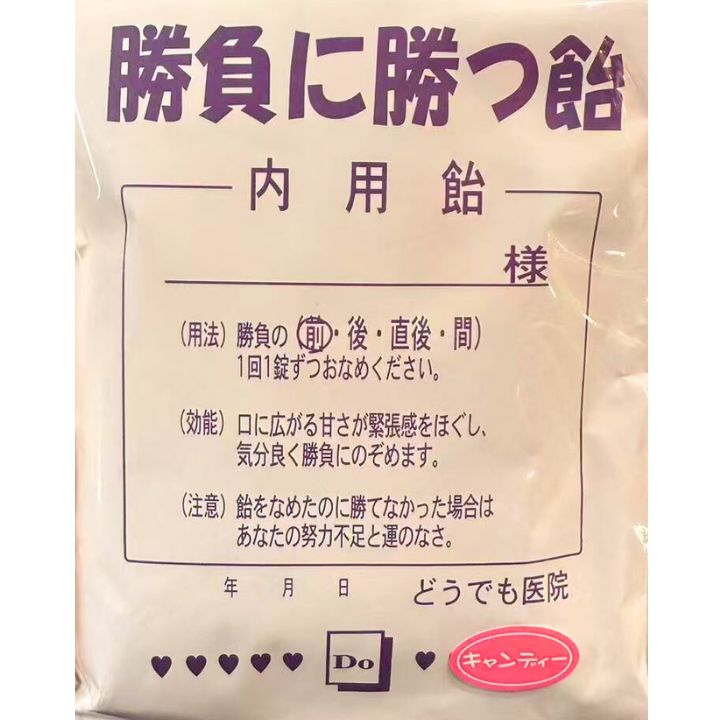 勝負に勝つ飴
内用飴
様
(用法) 勝負の(前・後・直後・間)
1回1錠ずつおなめください。
(効能) 口に広がる甘さが緊張感をほぐし、
気分良く勝負にのぞめます。
(注意) 飴をなめたのに勝てなかった場合は
あなたの努力不足と運のなさ。
年 月 日 どうでも医院
♥♥♥♥♥ Do ♥ キャンディー